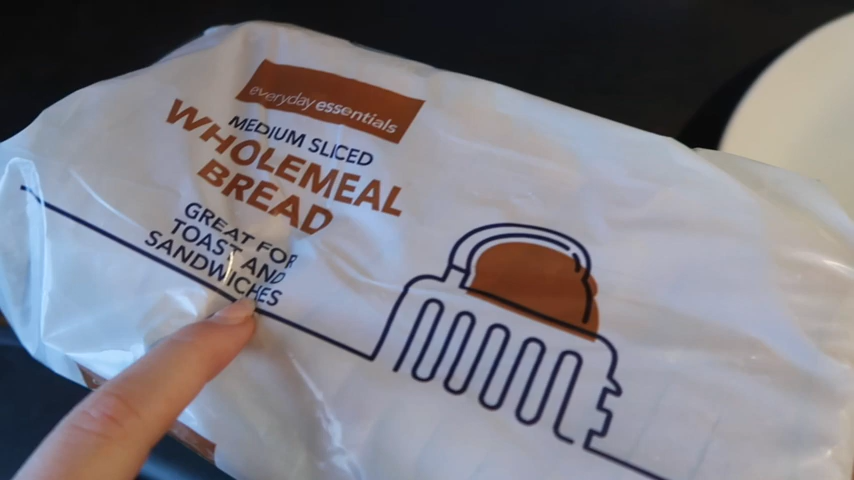 everyday essentials
MEDIUM SLICED
WHOLEMEAL
BREAD
GREAT FOR
TOAST AND
SANDWICHES